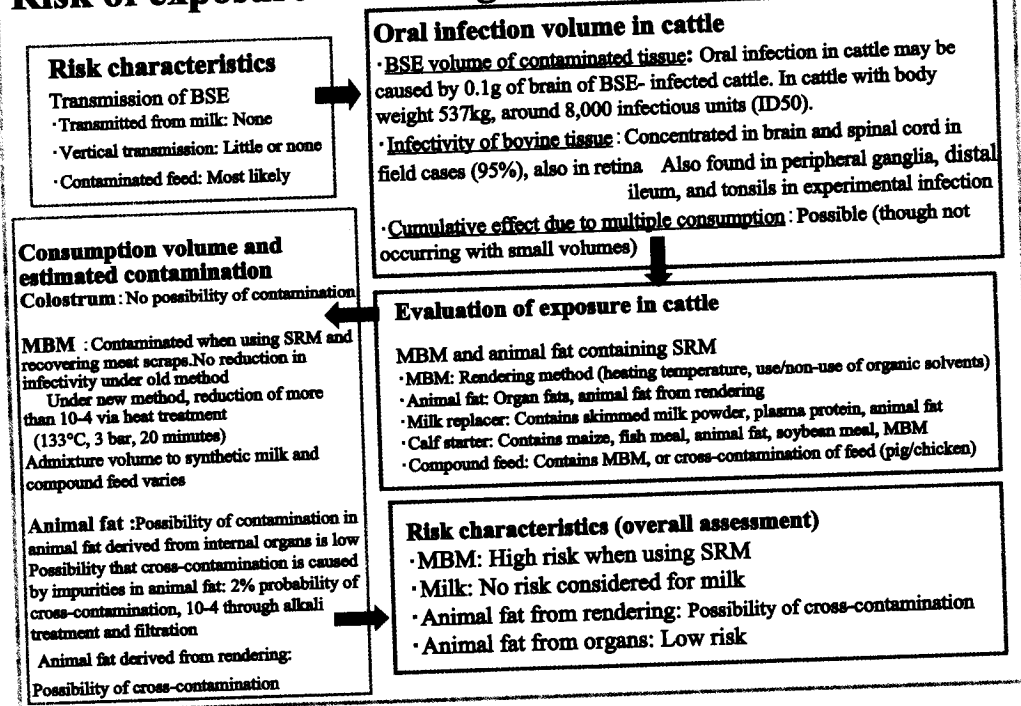 Risk of exposure
Risk characteristics
Transmission of BSE
·Transmitted from milk: None
·Vertical transmission: Little or none
·Contaminated feed: Most likely
Oral infection volume in cattle
·BSE volume of contaminated tissue: Oral infection in cattle may be
caused by 0.1g of brain of BSE- infected cattle. In cattle with body
weight 537kg, around 8,000 infectious units (ID50).
·Infectivity of bovine tissue: Concentrated in brain and spinal cord in
field cases (95%), also in retina Also found in peripheral ganglia, distal
ileum, and tonsils in experimental infection
·Cumulative effect due to multiple consumption: Possible (though not
occurring with small volumes)
Evaluation of exposure in cattle
MBM and animal fat containing SRM
·MBM: Rendering method (heating temperature, use/non-use of organic solvents)
·Animal fat: Organ fats, animal fat from rendering
·Milk replacer: Contains skimmed milk powder, plasma protein, animal fat
·Calf starter: Contains maize, fish meal, animal fat, soybean meal, MBM
·Compound feed: Contains MBM, or cross-contamination of feed (pig/chicken)
Consumption volume and
estimated contamination
Colostrum: No possibility of contamination
MBM : Contaminated when using SRM and
recovering meat scraps.No reduction in
infectivity under old method
Under new method, reduction of more
than 10-4 via heat treatment
(133°C, 3 bar, 20 minutes)
Admixture volume to synthetic milk and
compound feed varies
Animal fat :Possibility of contamination in
animal fat derived from internal organs is low
Possibility that cross-contamination is caused
by impurities in animal fat: 2% probability of
cross-contamination, 10-4 through alkali
treatment and filtration
Animal fat derived from rendering:
Possibility of cross-contamination
Risk characteristics (overall assessment)
·MBM: High risk when using SRM
·Milk: No risk considered for milk
·Animal fat from rendering: Possibility of cross-contamination
·Animal fat from organs: Low risk